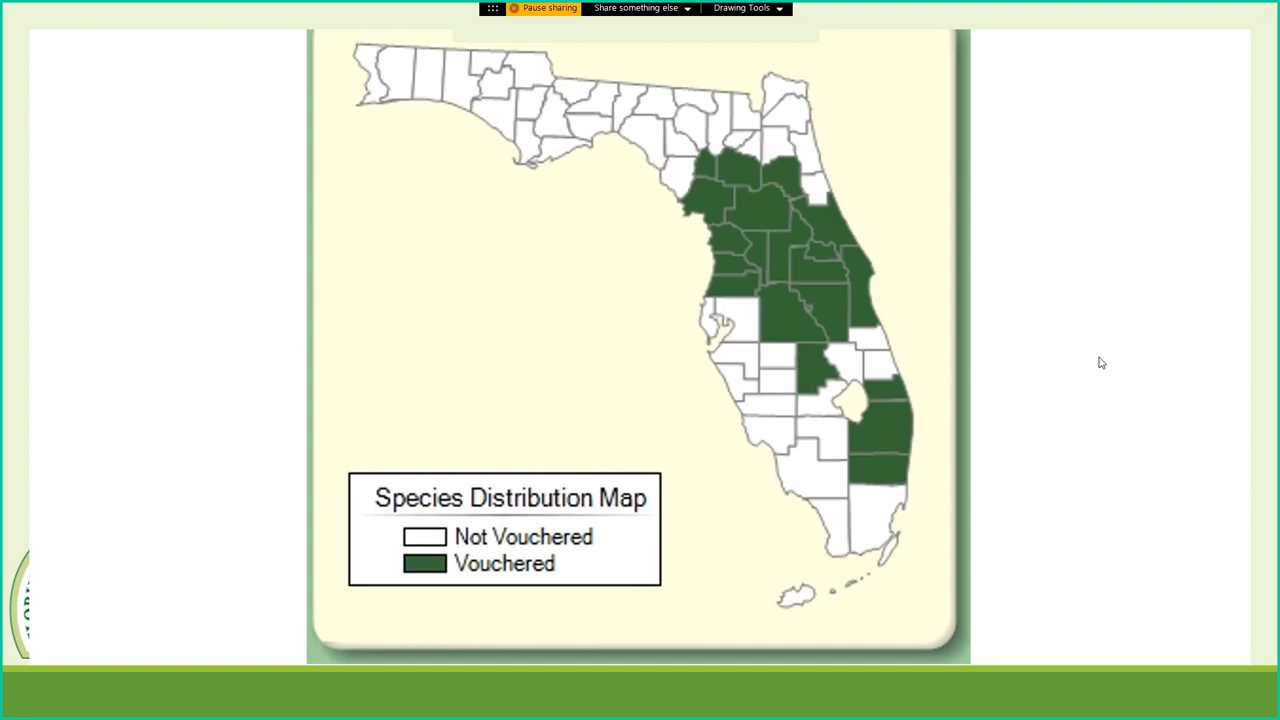 Pause sharing
Share something else
Drawing Tools
Species Distribution Map
Not Vouchered
Vouchered